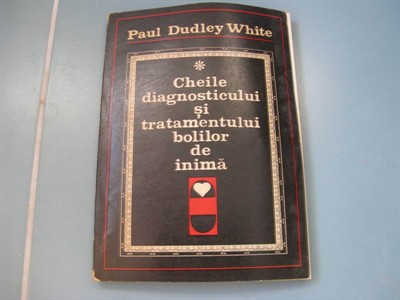 Paul Dudley White
*
Cheile
diagnosticului
și
tratamentului
bolilor
de
inimă